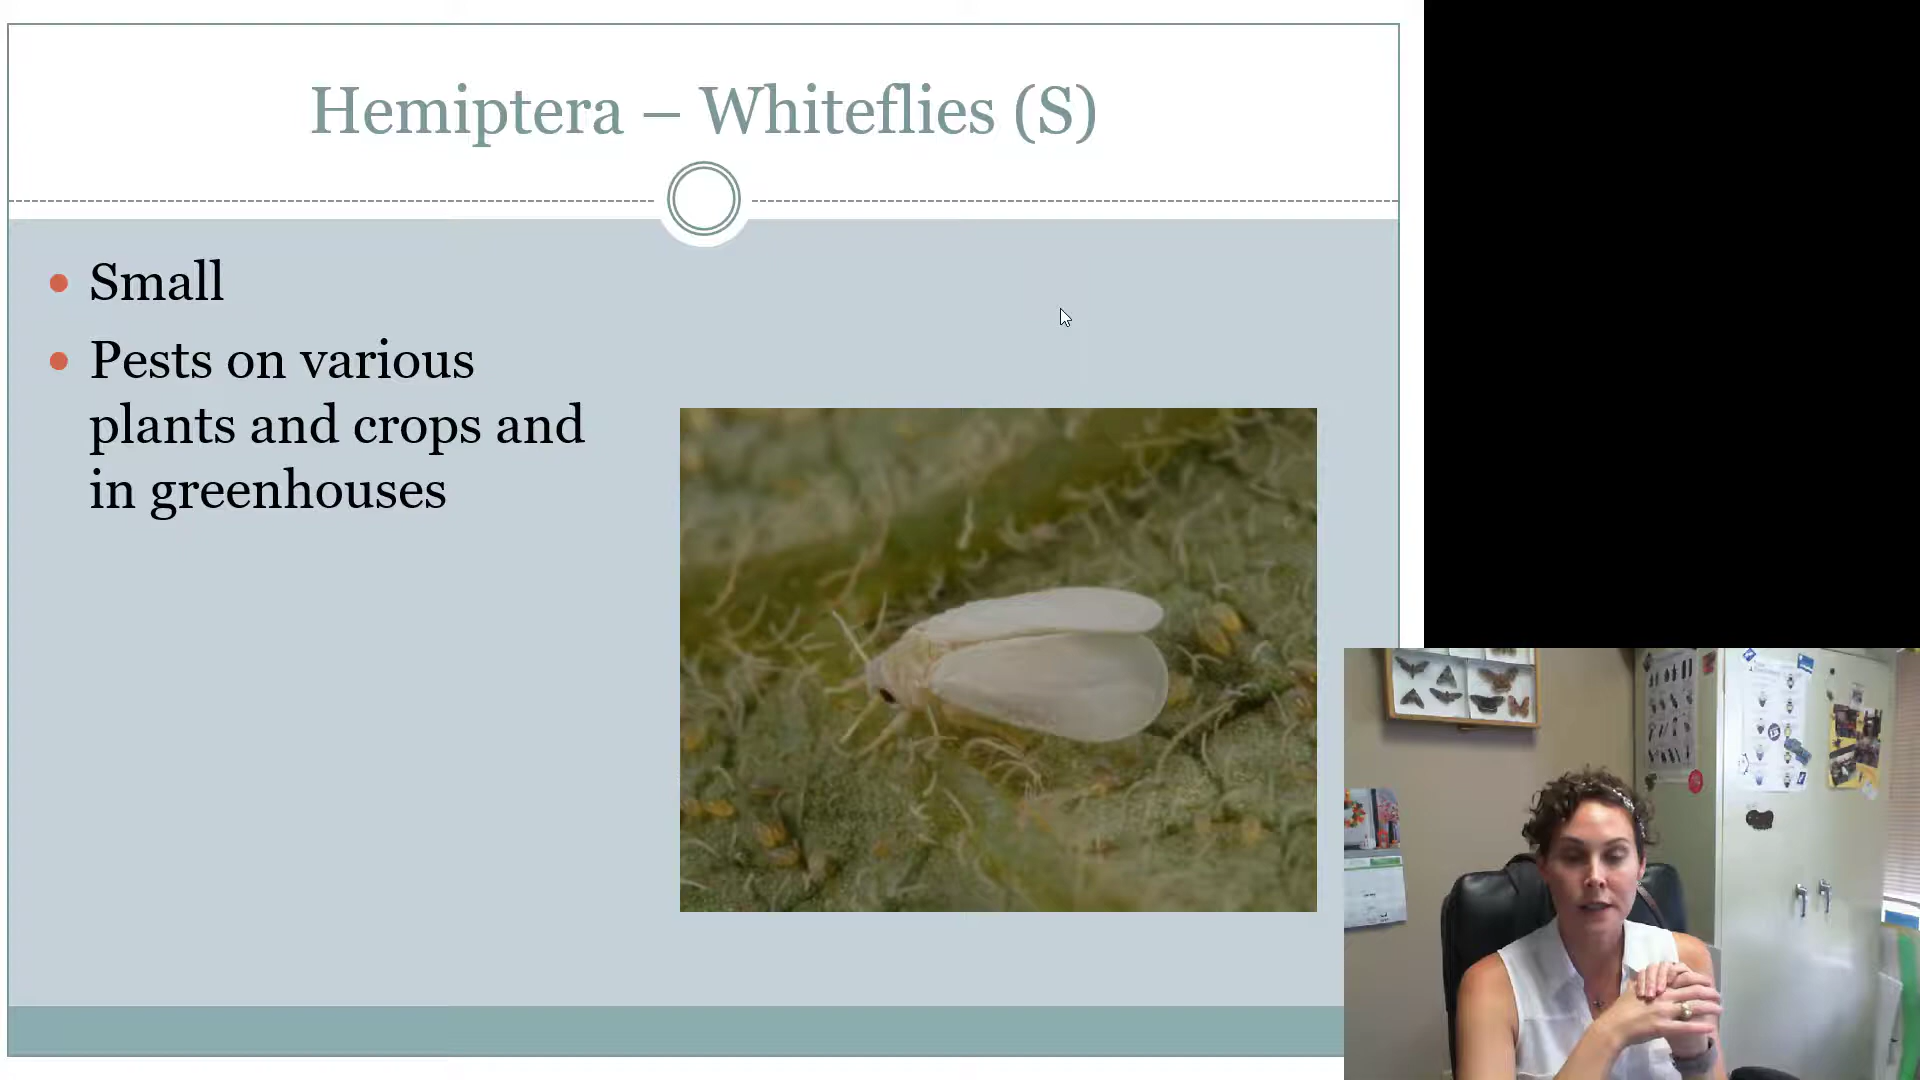 Hemiptera – Whiteflies (S)
Small
Pests on various
plants and crops and
in greenhouses